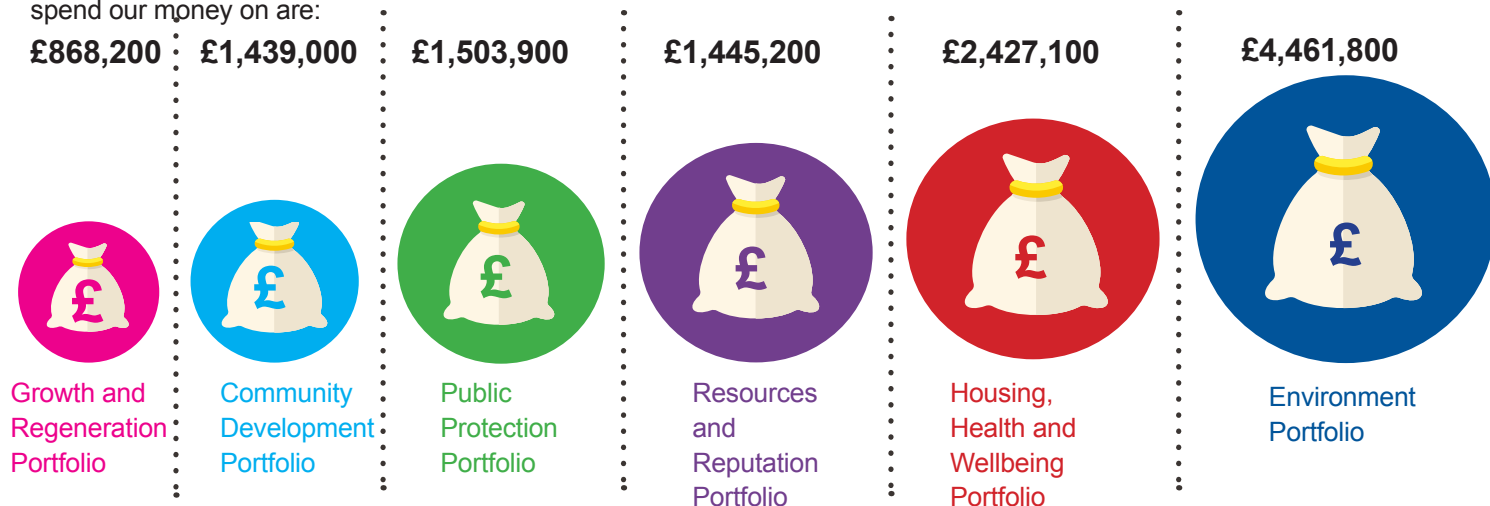 spend our money on are:
£868,200
£1,439,000
£1,503,900
£1,445,200
£2,427,100
£4,461,800
£
£
£
£
£
£
Growth and
Regeneration
Portfolio
Community
Development
Portfolio
Public
Protection
Portfolio
Resources
and
Reputation
Portfolio
Housing,
Health and
Wellbeing
Portfolio
Environment
Portfolio